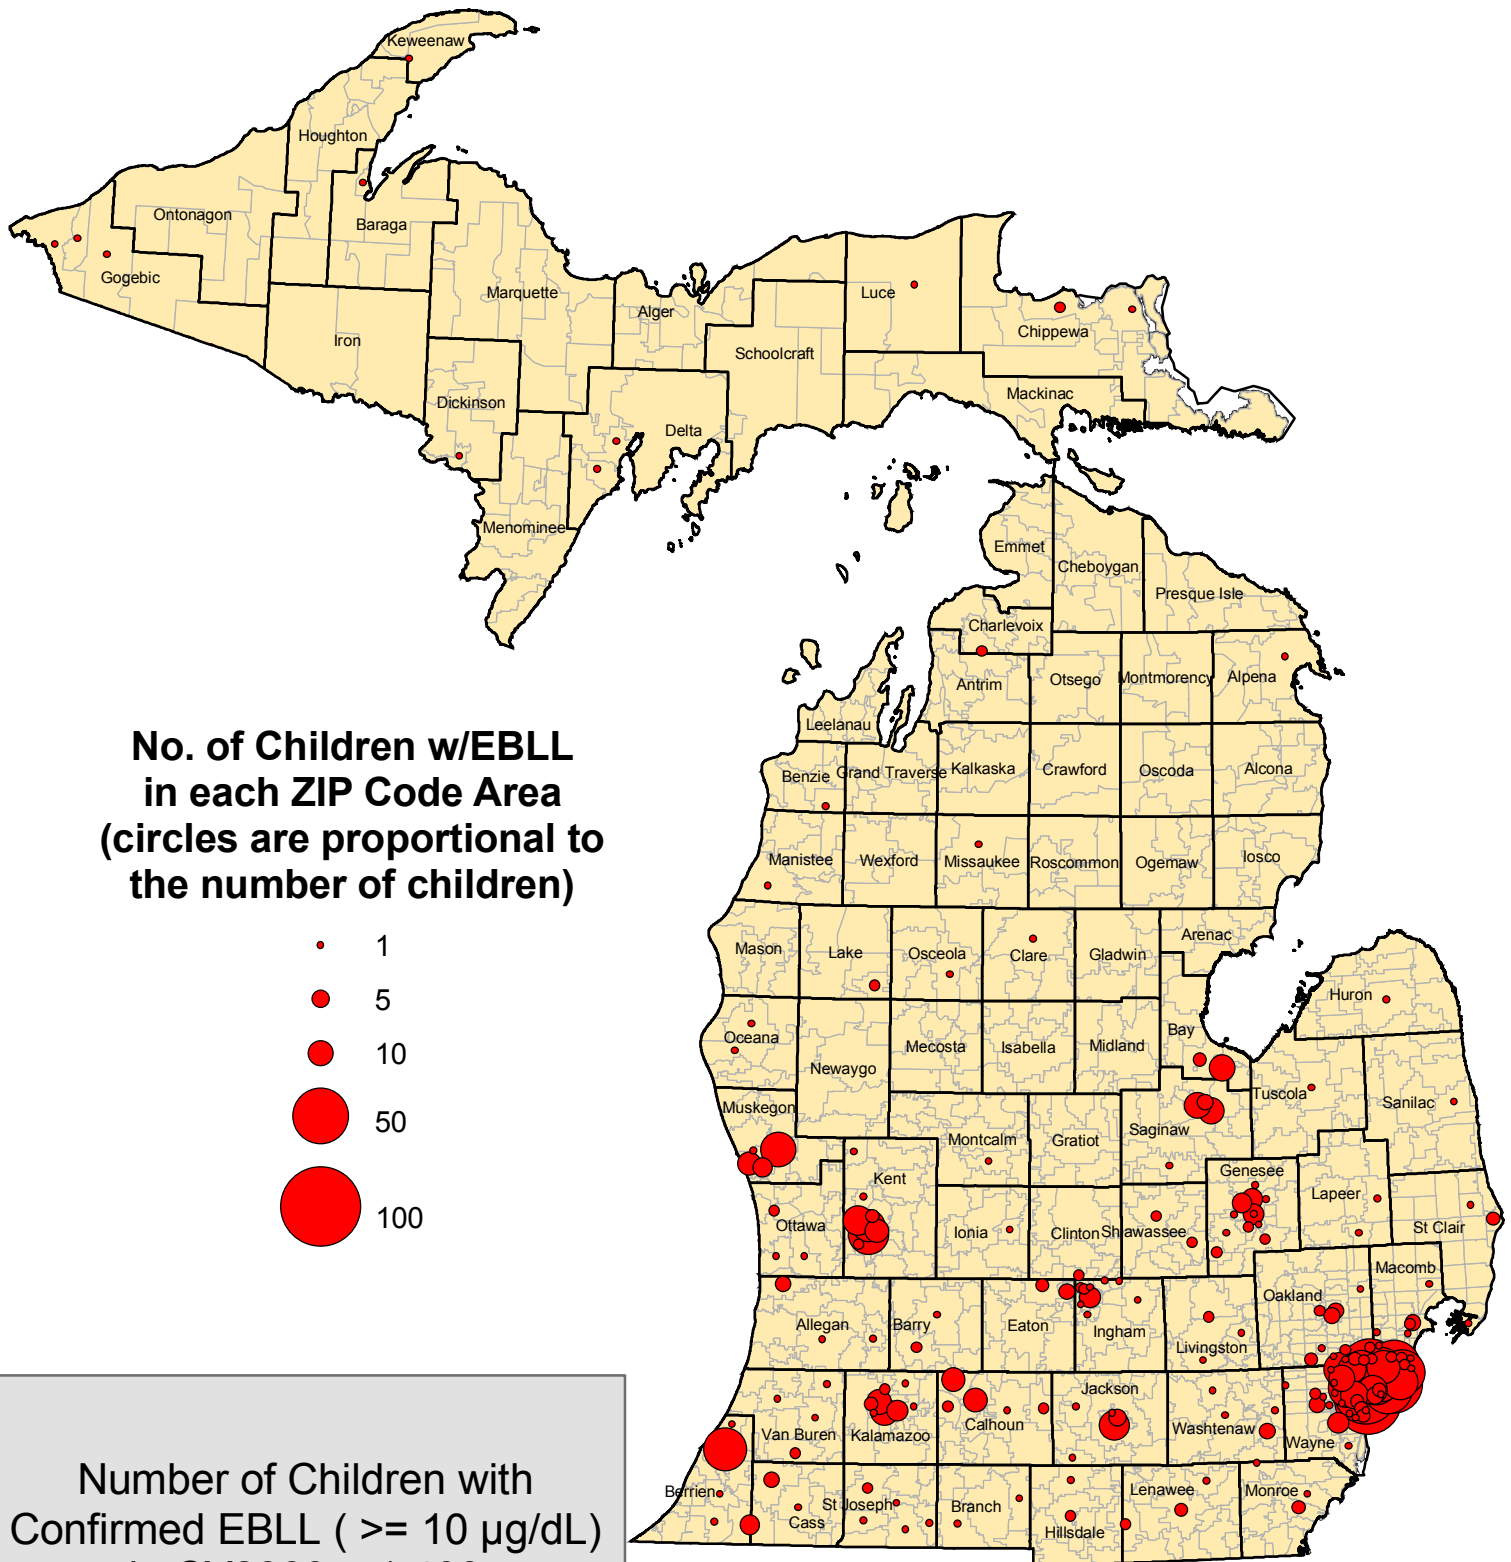 Keweenaw
Houghton
Ontonagon
Baraga
Gogebic
Marquette
Luce
Alger
Chippewa
Iron
Schoolcraft
Mackinac
Dickinson
Delta
Menominee
Emmet
Cheboygan
Presque Isle
Charlevoix
Antrim
Otsego
Montmorency
Alpena
Leelanau
Benzie
Grand Traverse
Kalkaska
Crawford
Oscoda
Alcona
Manistee
Wexford
Missaukee
Roscommon
Ogemaw
Iosco
No. of Children w/EBLL
in each ZIP Code Area
(circles are proportional to
the number of children)
1
5
10
50
100
Mason
Lake
Osceola
Clare
Gladwin
Arenac
Huron
Oceana
Newaygo
Mecosta
Isabella
Midland
Bay
Tuscola
Sanilac
Muskegon
Montcalm
Gratiot
Saginaw
Kent
Genesee
Lapeer
Ottawa
Ionia
Clinton
Shiawassee
St Clair
Macomb
Oakland
Allegan
Barry
Eaton
Ingham
Livingston
Van Buren
Kalamazoo
Calhoun
Jackson
Washtenaw
Wayne
Berrien
Cass
St Joseph
Branch
Hillsdale
Lenawee
Monroe
Number of Children with
Confirmed EBLL ( >= 10 µg/dL)